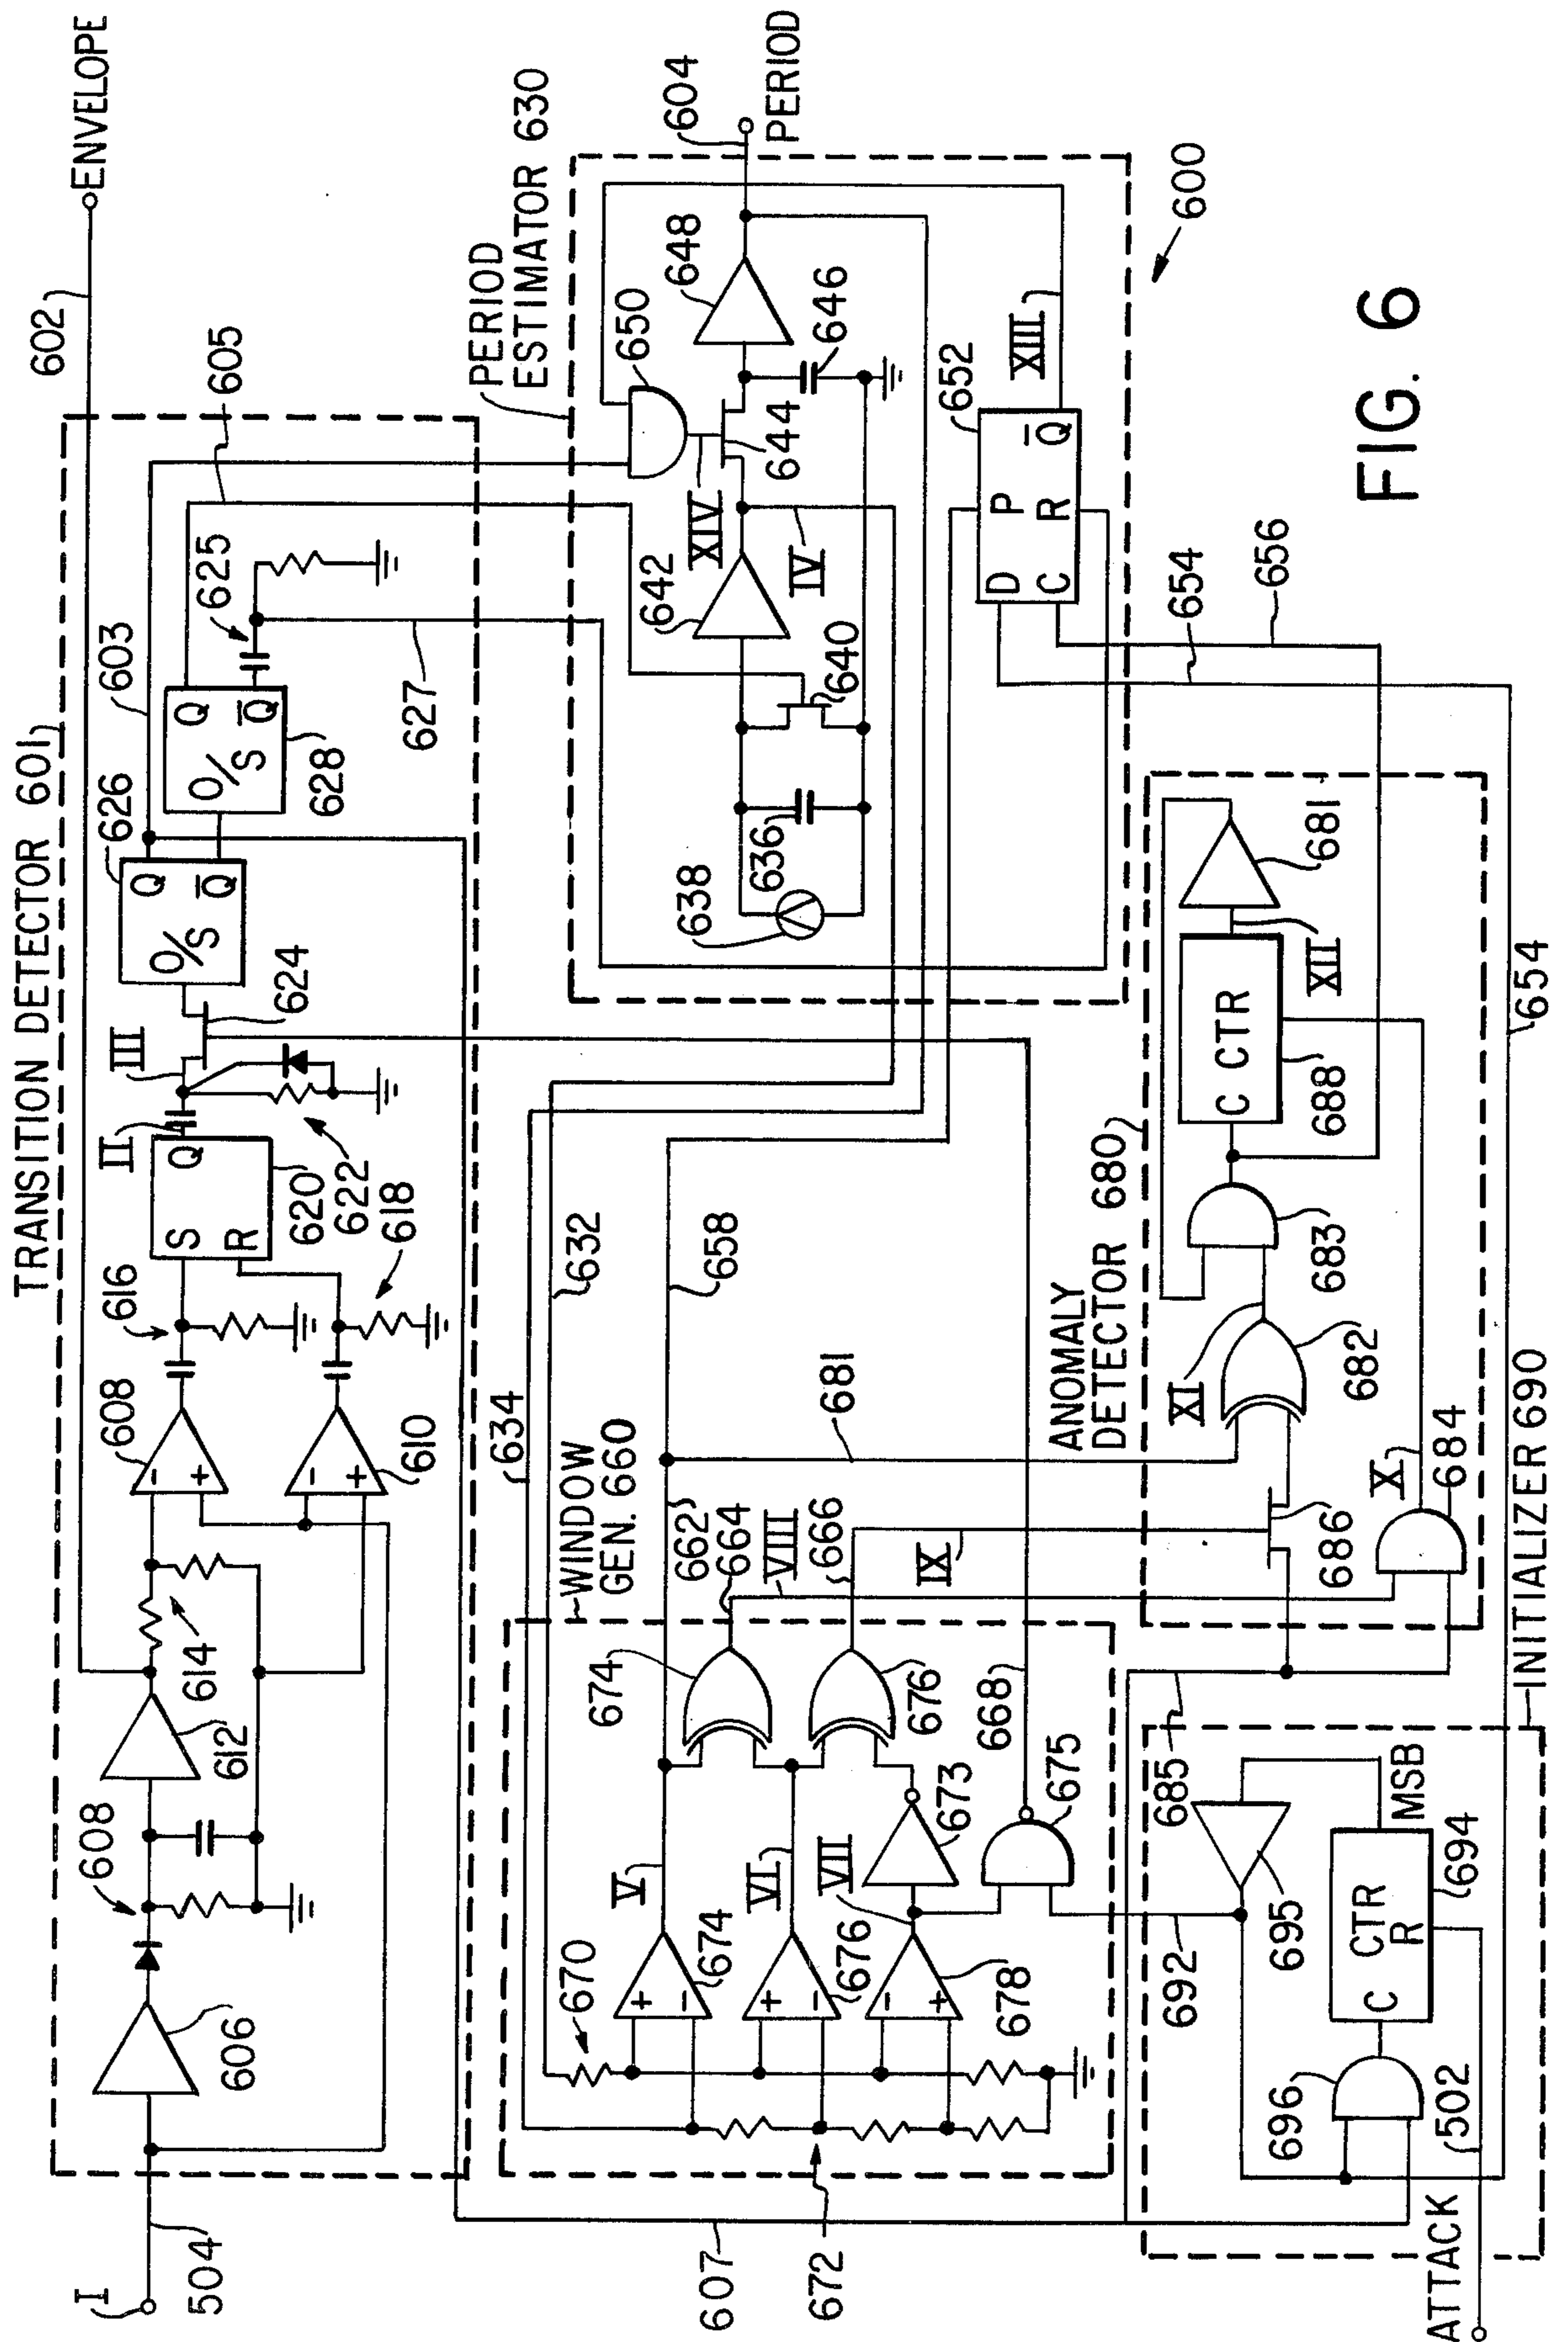 TRANSITION DETECTOR 601
I
504
606
608
612
614
608
-
+
610
-
+
616
618
S
R
Q
620
II
622
III
624
626
O/S
Q
Q̅
603
628
O/S
Q
Q̅
625
605
627
602
ENVELOPE
PERIOD
ESTIMATOR 630
638
636
640
642
IV
XIV
644
650
646
648
604
PERIOD
652
D
P
C
R
Q̅
XIII
654
656
600
634
632
658
WINDOW
GEN. 660
670
672
674
+
-
676
+
-
678
-
+
V
VI
VII
673
675
674
676
662
664
VIII
666
668
IX
681
ANOMALY
DETECTOR 680
XI
682
683
684
X
686
C CTR
688
XII
681
685
607
INITIALIZER 690
692
695
MSB
694
CTR
C
R
696
502
ATTACK
654
FIG. 6